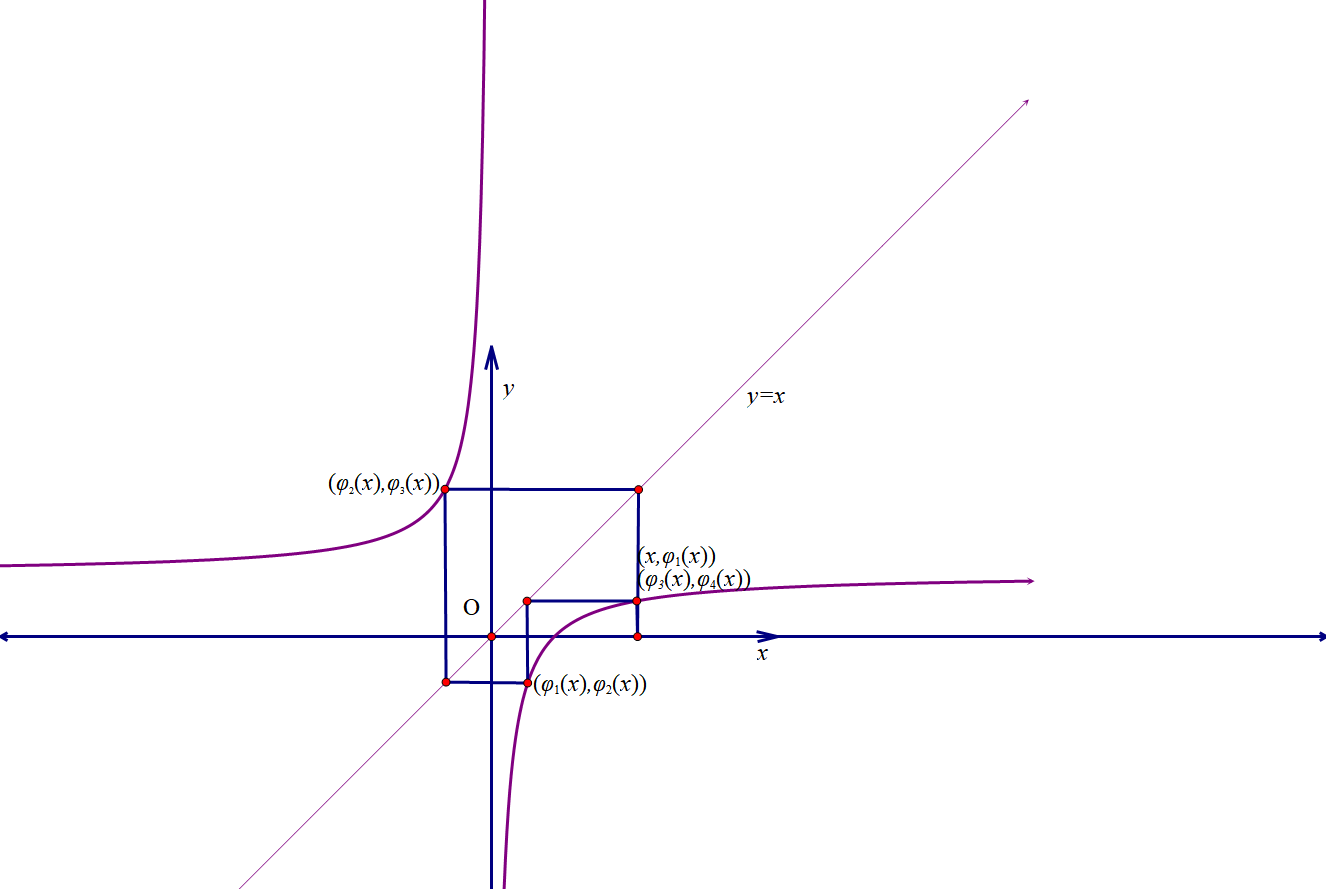 y
y=x
(φ₂(x),φ₃(x))
(x,φ₁(x))
(φ₃(x),φ₄(x))
O
x
(φ₁(x),φ₂(x))